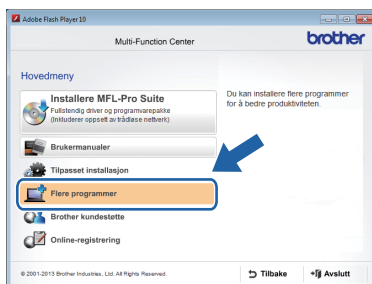 Adobe Flash Player 10
Multi-Function Center
brother
Hovedmeny
Installere MFL-Pro Suite
Fullstendig driver og programvarepakke
(Inkluderer oppsett av trådløse nettverk)
Brukermanualer
Tilpasset installasjon
Flere programmer
Brother kundestøtte
Online-registrering
Du kan installere flere programmer
for å bedre produktiviteten.
© 2001-2013 Brother Industries, Ltd. All Rights Reserved.
Tilbake
Avslutt